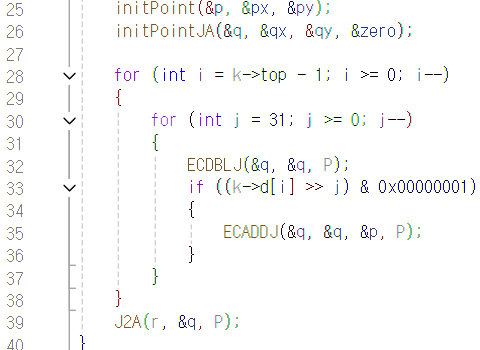 25 initPoint(&p, &px, &py);
26 initPointJA(&q, &qx, &qy, &zero);
27
28 for (int i = k->top - 1; i >= 0; i--)
29 {
30 for (int j = 31; j >= 0; j--)
31 {
32 ECDBLJ(&q, &q, P);
33 if ((k->d[i] >> j) & 0x00000001)
34 {
35 ECADDJ(&q, &q, &p, P);
36 }
37 }
38 }
39 J2A(r, &q, P);
40 }